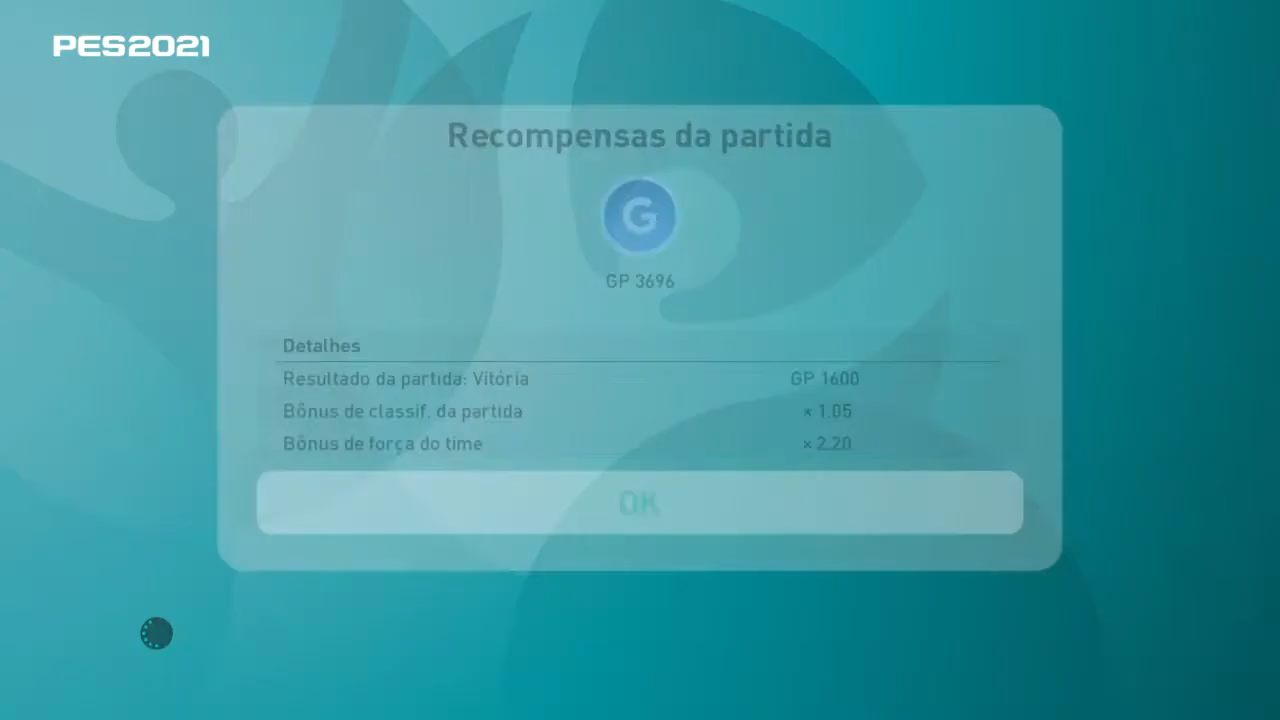 PES2021
Recompensas da partida
G
GP 3696
Detalhes
Resultado da partida: Vitória GP 1600
Bônus de classif. da partida × 1.05
Bônus de força do time × 2.20
OK